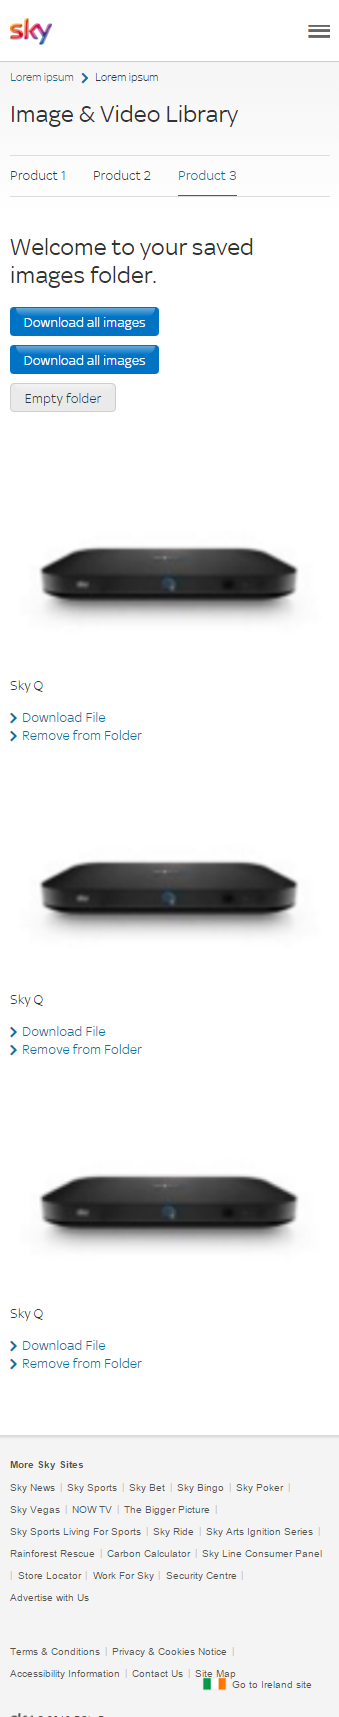 sky
Lorem ipsum Lorem ipsum
Image & Video Library
Product 1 Product 2 Product 3
Welcome to your saved
images folder.
Download all images
Download all images
Empty folder
sky
Sky Q
Download File
Remove from Folder
sky
Sky Q
Download File
Remove from Folder
sky
Sky Q
Download File
Remove from Folder
More Sky Sites
Sky News | Sky Sports | Sky Bet | Sky Bingo | Sky Poker |
Sky Vegas | NOW TV | The Bigger Picture |
Sky Sports Living For Sports | Sky Ride | Sky Arts Ignition Series |
Rainforest Rescue | Carbon Calculator | Sky Line Consumer Panel
| Store Locator | Work For Sky | Security Centre |
Advertise with Us
Terms & Conditions | Privacy & Cookies Notice |
Accessibility Information | Contact Us | Site Map
Go to Ireland site